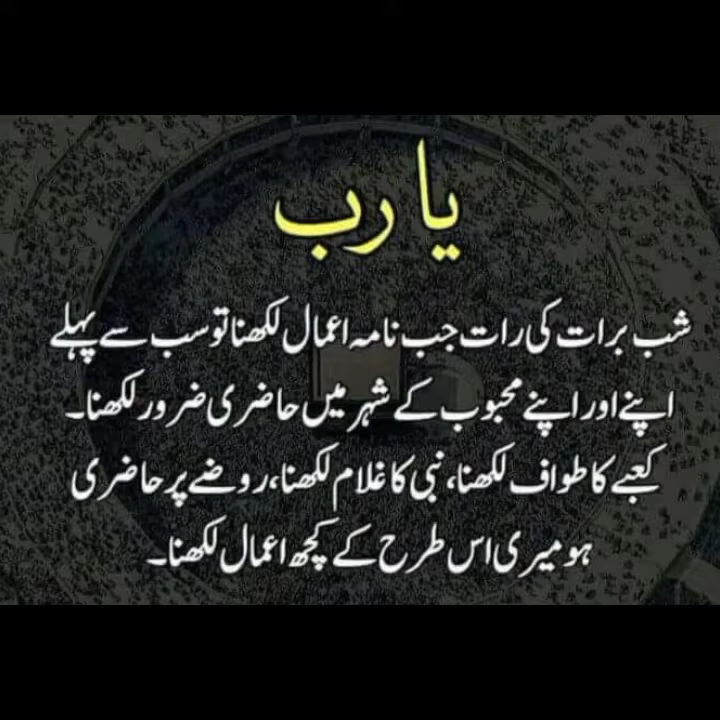 یا رب
شب برات کی رات جب نامہ اعمال لکھنا تو سب سے پہلے
اپنے اور اپنے محبوب کے شہر میں حاضری ضرور لکھنا۔
کعبے کا طواف لکھنا، نبی کا غلام لکھنا، روضے پر حاضری
ہو میری اس طرح کے کچھ اعمال لکھنا۔